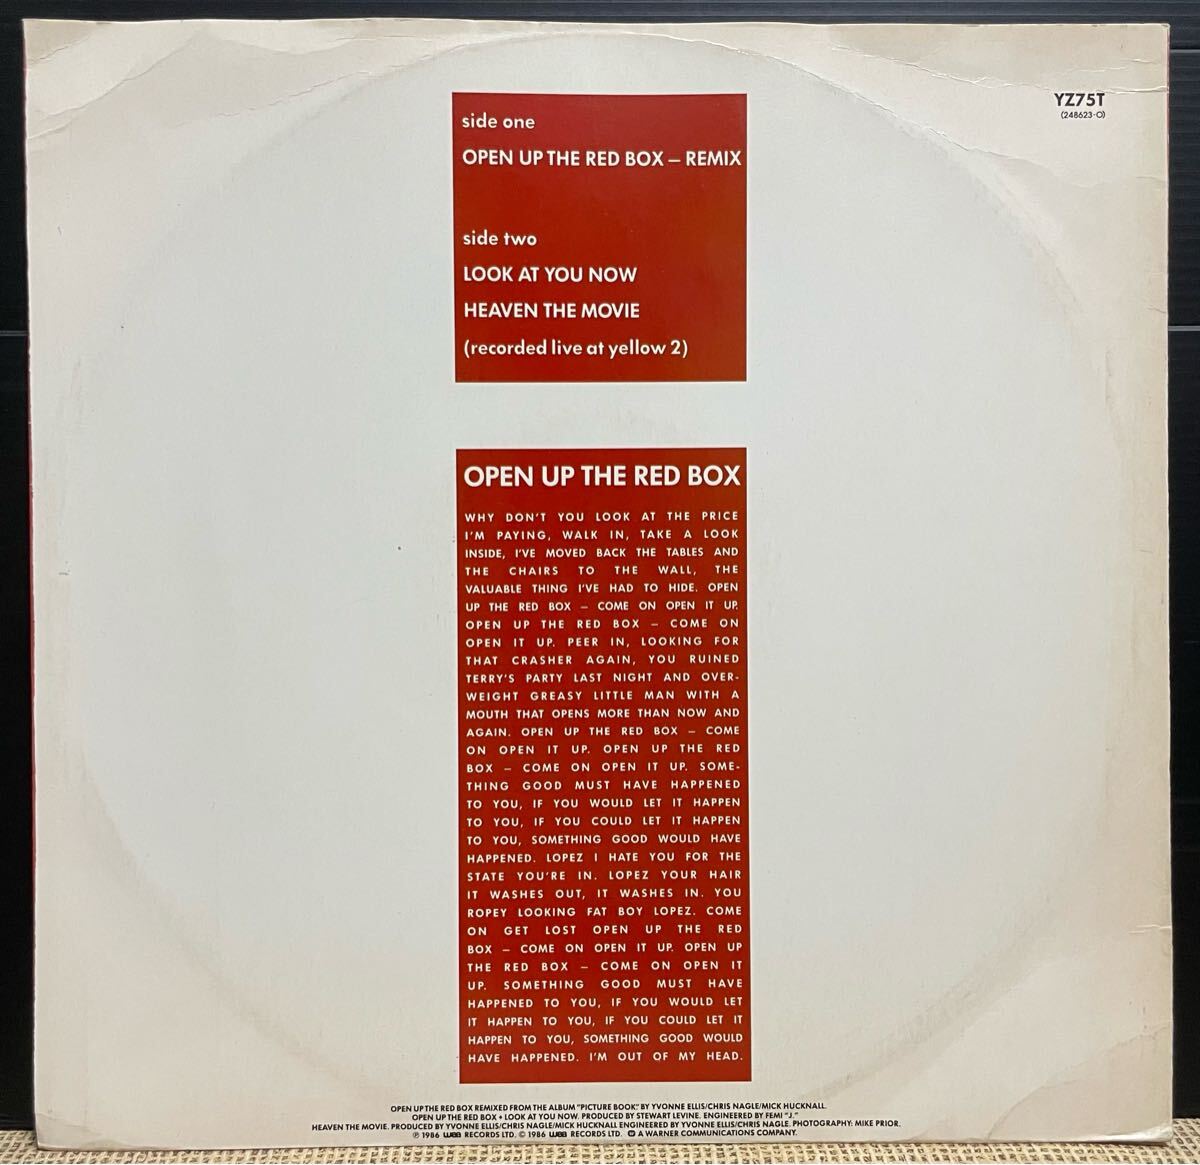 side one
OPEN UP THE RED BOX – REMIX
side two
LOOK AT YOU NOW
HEAVEN THE MOVIE
(recorded live at yellow 2)
YZ75T
(248623-O)
OPEN UP THE RED BOX
WHY DON'T YOU LOOK AT THE PRICE
I'M PAYING, WALK IN, TAKE A LOOK
INSIDE, I'VE MOVED BACK THE TABLES AND
THE CHAIRS TO THE WALL, THE
VALUABLE THING I'VE HAD TO HIDE. OPEN
UP THE RED BOX – COME ON OPEN IT UP.
OPEN UP THE RED BOX – COME ON
OPEN IT UP. PEER IN, LOOKING FOR
THAT CRASHER AGAIN, YOU RUINED
TERRY'S PARTY LAST NIGHT AND OVER-
WEIGHT GREASY LITTLE MAN WITH A
MOUTH THAT OPENS MORE THAN NOW AND
AGAIN. OPEN UP THE RED BOX – COME
ON OPEN IT UP. OPEN UP THE RED
BOX – COME ON OPEN IT UP. SOME-
THING GOOD MUST HAVE HAPPENED
TO YOU, IF YOU WOULD LET IT HAPPEN
TO YOU, IF YOU COULD LET IT HAPPEN
TO YOU, SOMETHING GOOD WOULD HAVE
HAPPENED. LOPEZ I HATE YOU FOR THE
STATE YOU'RE IN. LOPEZ YOUR HAIR
IT WASHES OUT, IT WASHES IN. YOU
ROPEY LOOKING FAT BOY LOPEZ. COME
ON GET LOST OPEN UP THE RED
BOX – COME ON OPEN IT UP. OPEN UP
THE RED BOX – COME ON OPEN IT
UP. SOMETHING GOOD MUST HAVE
HAPPENED TO YOU, IF YOU WOULD LET
IT HAPPEN TO YOU, IF YOU COULD LET IT
HAPPEN TO YOU, SOMETHING GOOD WOULD
HAVE HAPPENED. I'M OUT OF MY HEAD.
OPEN UP THE RED BOX REMIXED FROM THE ALBUM "PICTURE BOOK" BY YVONNE ELLIS/CHRIS NAGLE/MICK HUCKNALL.
OPEN UP THE RED BOX • LOOK AT YOU NOW. PRODUCED BY STEWART LEVINE. ENGINEERED BY FEMI "J."
HEAVEN THE MOVIE. PRODUCED BY YVONNE ELLIS/CHRIS NAGLE/MICK HUCKNALL ENGINEERED BY YVONNE ELLIS/CHRIS NAGLE. PHOTOGRAPHY: MIKE PRIOR.
℗ 1986 wea RECORDS LTD. © 1986 wea RECORDS LTD. A WARNER COMMUNICATIONS COMPANY.